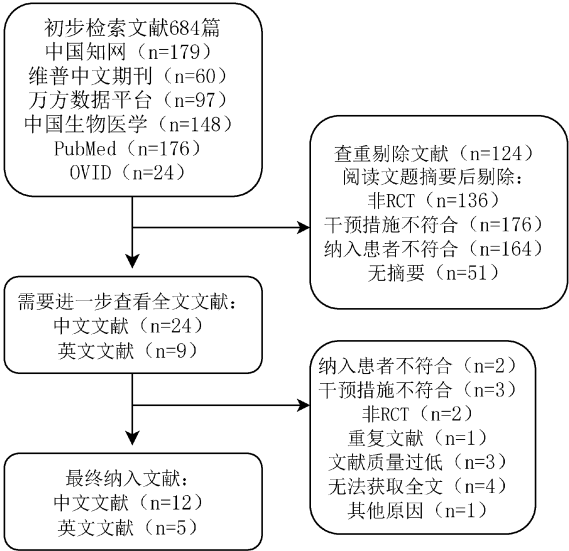 初步检索文献684篇
中国知网（n=179）
维普中文期刊（n=60）
万方数据平台（n=97）
中国生物医学（n=148）
PubMed（n=176）
OVID（n=24）
查重剔除文献（n=124）
阅读文题摘要后剔除：
非RCT（n=136）
干预措施不符合（n=176）
纳入患者不符合（n=164）
无摘要（n=51）
需要进一步查看全文文献：
中文文献（n=24）
英文文献（n=9）
纳入患者不符合（n=2）
干预措施不符合（n=3）
非RCT（n=2）
重复文献（n=1）
文献质量过低（n=3）
无法获取全文（n=4）
其他原因（n=1）
最终纳入文献：
中文文献（n=12）
英文文献（n=5）